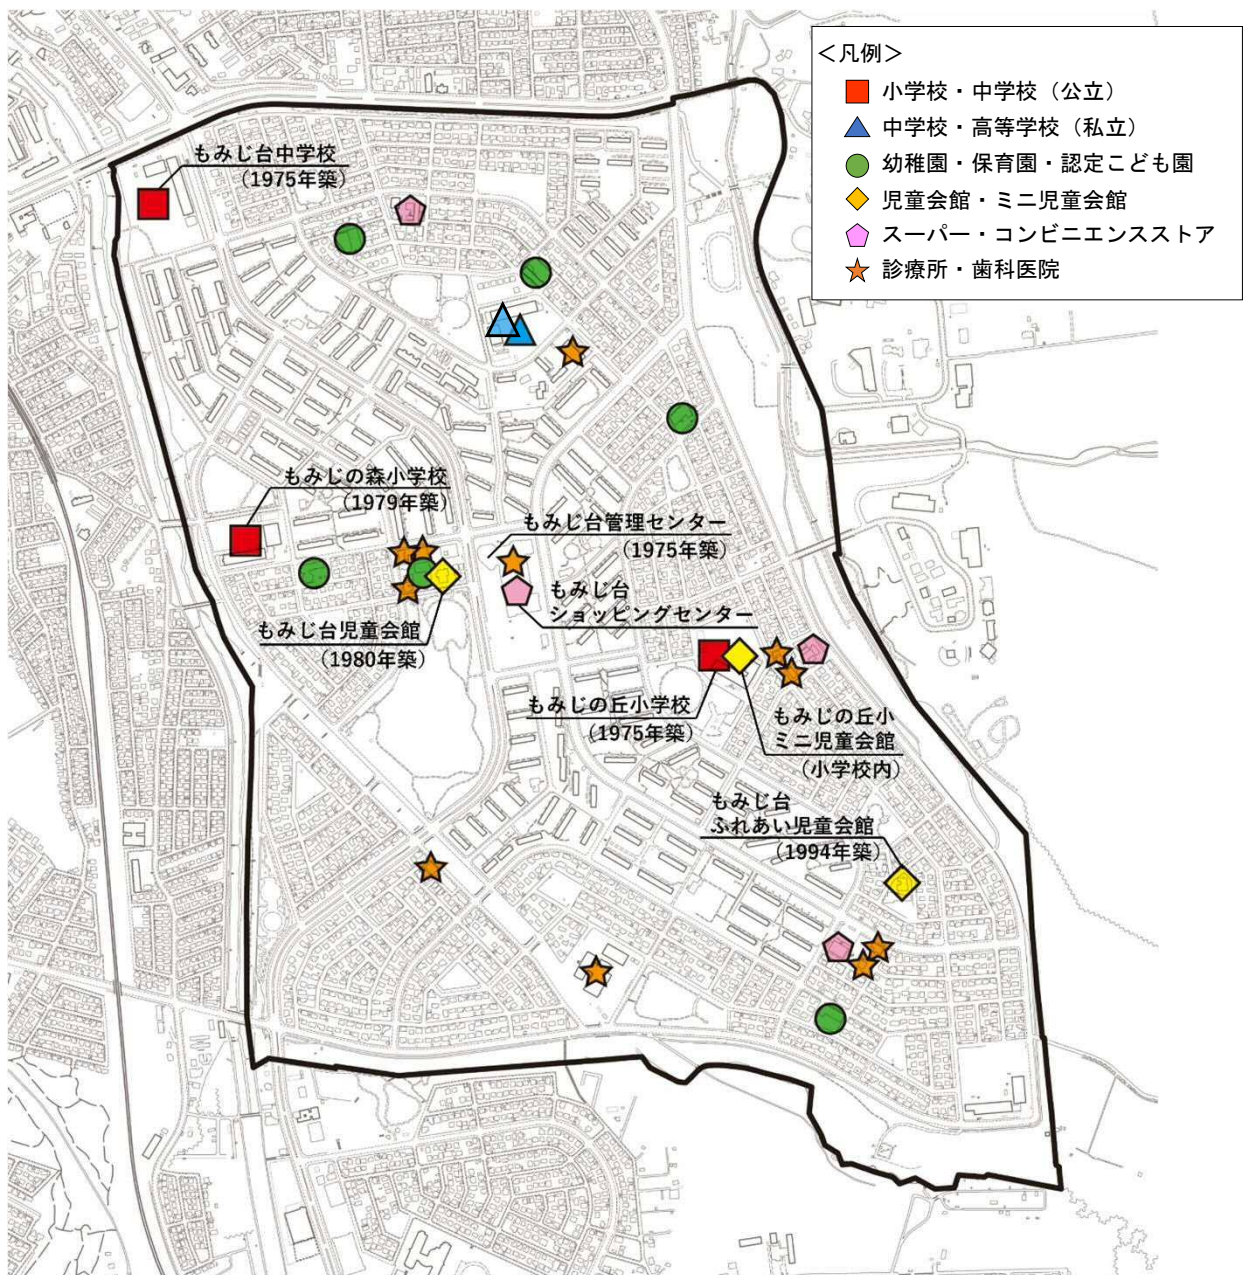 <凡例>
小学校・中学校（公立）
中学校・高等学校（私立）
幼稚園・保育園・認定こども園
児童会館・ミニ児童会館
スーパー・コンビニエンスストア
診療所・歯科医院
もみじ台中学校
（1975年築）
もみじの森小学校
（1979年築）
もみじ台管理センター
（1975年築）
もみじ台
ショッピングセンター
もみじ台児童会館
（1980年築）
もみじの丘小学校
（1975年築）
もみじの丘小
ミニ児童会館
（小学校内）
もみじ台
ふれあい児童会館
（1994年築）